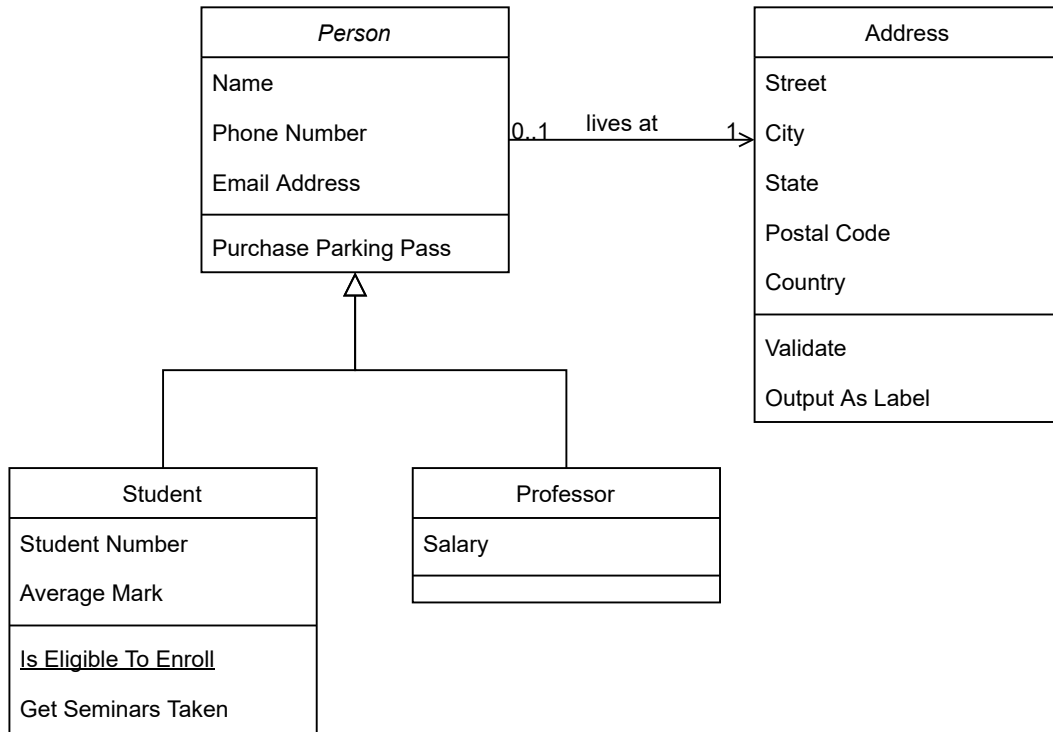 Person
Name
Phone Number
Email Address
Purchase Parking Pass
0..1
lives at
1
Address
Street
City
State
Postal Code
Country
Validate
Output As Label
Student
Student Number
Average Mark
Is Eligible To Enroll
Get Seminars Taken
Professor
Salary